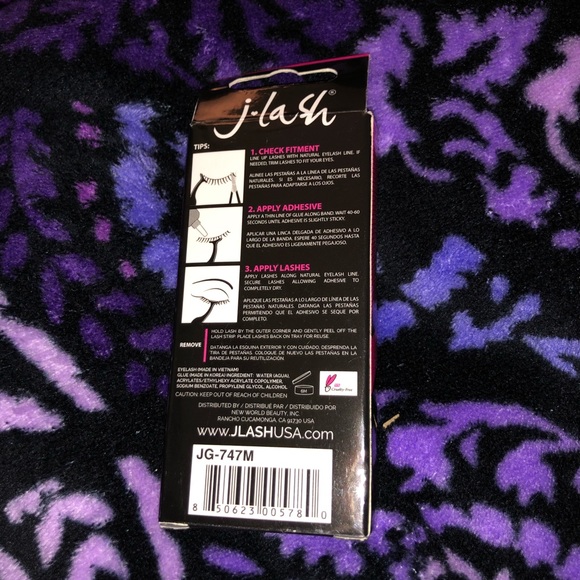 j.lash®
TIPS:
1. CHECK FITMENT
LINE UP LASHES WITH NATURAL EYELASH LINE. IF
NEEDED, TRIM LASHES TO FIT YOUR EYES.
ALINEE LAS PESTAÑAS A LA LÍNEA DE LAS PESTAÑAS
NATURALES. SI ES NECESARIO, RECORTE LAS
PESTAÑAS PARA ADAPTARSE A LOS OJOS.
2. APPLY ADHESIVE
APPLY A THIN LINE OF GLUE ALONG BAND. WAIT 40-60
SECONDS UNTIL ADHESIVE IS SLIGHTLY STICKY.
APLICAR UNA LINCA DELGADA DE ADHESIVO A LO
LARGO DE LA BANDA. ESPERE 40 SEGUNDOS HASTA
QUE EL ADHESIVO ES LIGERAMENTE PEGAJOSO.
3. APPLY LASHES
APPLY LASHES ALONG NATURAL EYELASH LINE.
SECURE LASHES ALLOWING ADHESIVE TO
COMPLETELY DRY.
APLIQUE LAS PESTAÑAS A LO LARGO DE LÍNEA DE LAS
PESTAÑAS NATURALES. DATANGA LAS PESTAÑAS
PERMITIENDO QUE EL ADHESIVO SE SEQUE POR
COMPLETO.
REMOVE
HOLD LASH BY THE OUTER CORNER AND GENTLY PEEL OFF THE
LASH STRIP. PLACE LASHES BACK ON TRAY FOR REUSE.
DATANGA LA ESQUINA EXTERIOR Y CON CUIDADO, DESPRENDA LA
TIRA DE PESTAÑAS. COLOQUE DE NUEVO LAS PESTAÑAS EN LA
BANDEJA PARA SU REUTILIZACIÓN
EYELASH (MADE IN VIETNAM)
GLUE (MADE IN KOREA) INGREDIENT: WATER (AGUA),
ACRYLATES/ETHYLHEXY ACRYLATE COPOLYMER,
SODIUM BENZOATE, PROPYLENE GLYCOL, ALCOHOL
Cruelty Free
CAUTION: KEEP OUT OF REACH OF CHILDREN
DISTRIBUTED BY / DISTRIBUÉ PAR / DISTRIBUIDO POR
NEW WORLD BEAUTY, INC.
RANCHO CUCAMONGA, CA 91730 USA
WWW.JLASHUSA.com
JG-747M
8 50623 00578 0